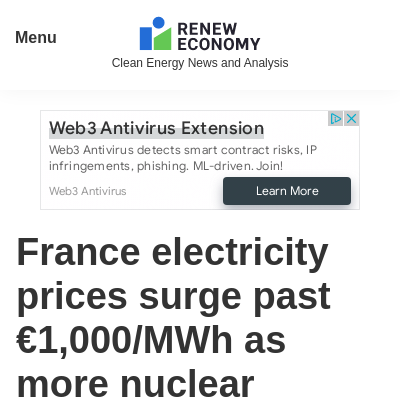 Menu
RENEW
ECONOMY
Clean Energy News and Analysis
Web3 Antivirus Extension
Web3 Antivirus detects smart contract risks, IP
infringements, phishing. ML-driven. Join!
Web3 Antivirus
Learn More
France electricity
prices surge past
€1,000/MWh as
more nuclear